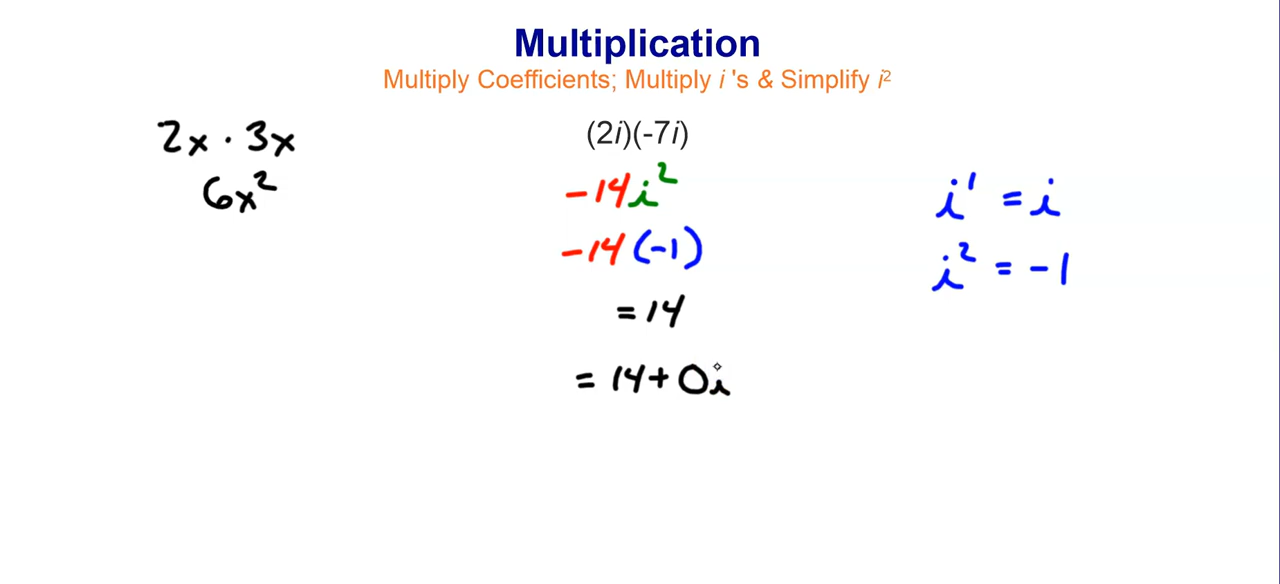 Multiplication
Multiply Coefficients; Multiply i 's & Simplify i²
2x · 3x
6x²
(2i)(-7i)
-14i²
-14(-1)
= 14
= 14 + 0i
i¹ = i
i² = -1